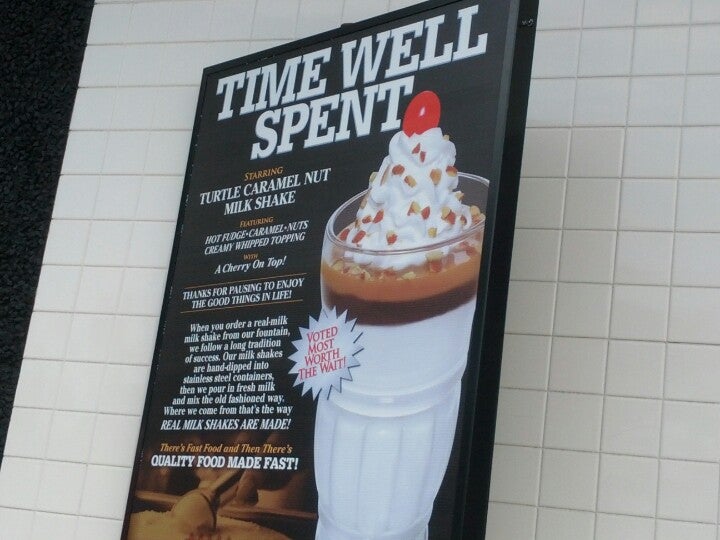 TIME WELL
SPENT
STARRING
TURTLE CARAMEL NUT
MILK SHAKE
FEATURING
HOT FUDGE•CARAMEL•NUTS
CREAMY WHIPPED TOPPING
WITH
A Cherry On Top!
THANKS FOR PAUSING TO ENJOY
THE GOOD THINGS IN LIFE!
When you order a real-milk
milk shake from our fountain,
we follow a long tradition
of success. Our milk shakes
are hand-dipped into
stainless steel containers,
then we pour in fresh milk
and mix the old fashioned way.
Where we come from that's the way
REAL MILK SHAKES ARE MADE!
VOTED
MOST
WORTH
THE WAIT!
There's Fast Food and Then There's
QUALITY FOOD MADE FAST!